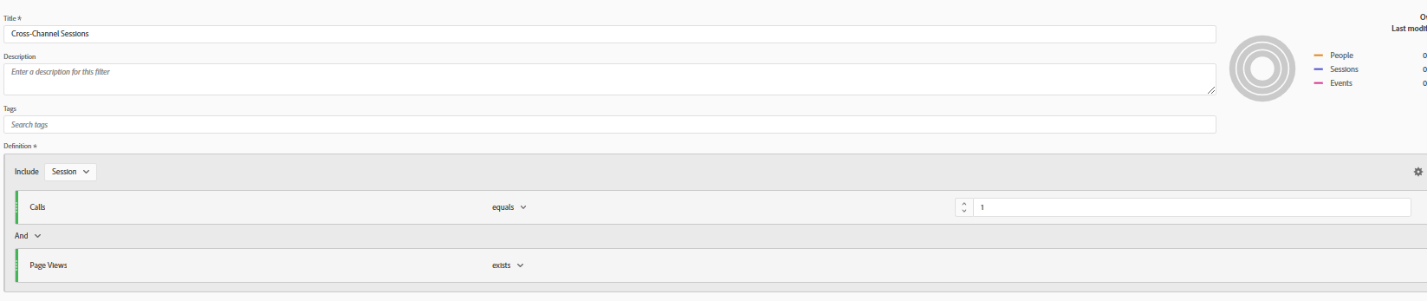 Title *
Cross-Channel Sessions
Description
Enter a description for this filter
Tags
Search tags
Definition *
Include Session
Calls equals 1
And
Page Views exists
Last modif
People 0
Sessions 0
Events 0